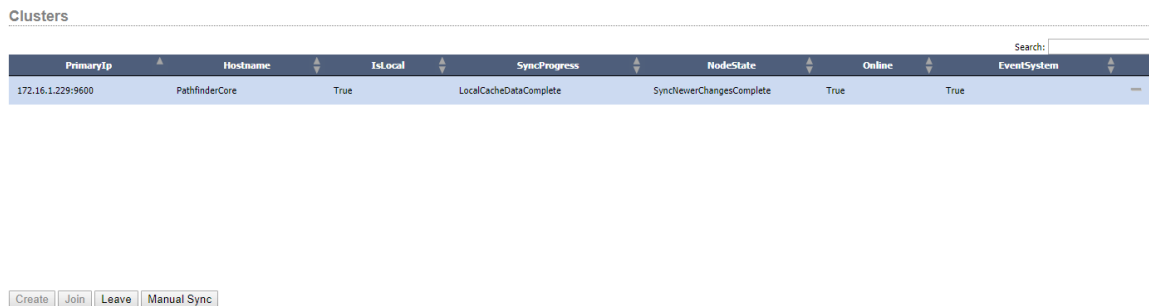 Clusters
Search:
PrimaryIp Hostname IsLocal SyncProgress NodeState Online EventSystem
172.16.1.229:9600 PathfinderCore True LocalCacheDataComplete SyncNewerChangesComplete True True
Create Join Leave Manual Sync